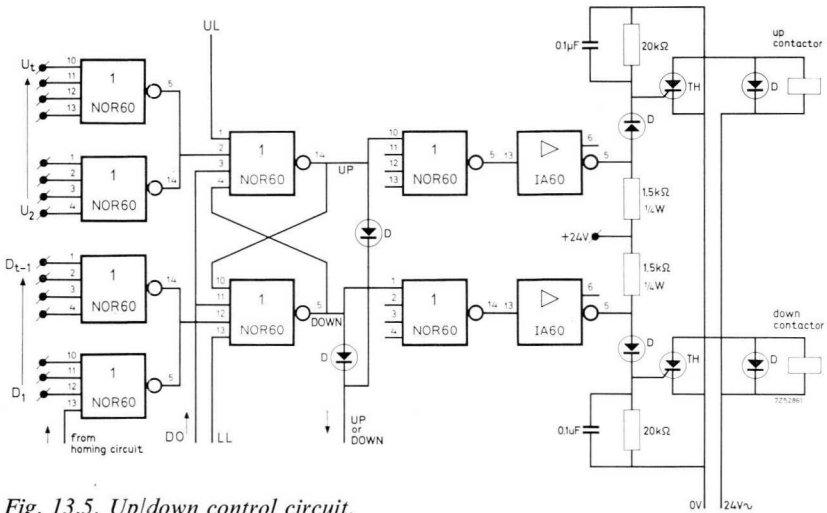 UL
U_t
10
11
12
13
1
NOR60
5
1
2
3
4
U_2
1
NOR60
14
D_t-1
1
2
3
4
1
NOR60
14
10
11
12
13
D_1
1
NOR60
5
from
homing circuit
DO
LL
1
2
3
4
1
NOR60
14
UP
10
11
12
13
1
NOR60
5
DOWN
D
D
UP
or
DOWN
10
11
12
13
1
NOR60
5
13
IA60
6
5
1
2
3
4
1
NOR60
14
13
IA60
6
5
0.1µF
20kΩ
TH
D
D
up
contactor
1.5kΩ
¼W
+24V
1.5kΩ
¼W
D
TH
D
down
contactor
7Z52861
0.1uF
20kΩ
0V
24V~
Fig. 13.5. Up/down control circuit.